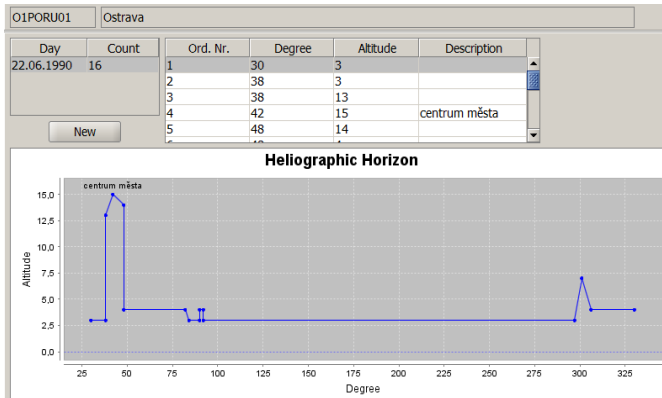 O1PORU01 Ostrava
Day Count Ord. Nr. Degree Altitude Description
22.06.1990 16 1 30 3
2 38 3
3 38 13
4 42 15 centrum města
New 5 48 14
Heliographic Horizon
centrum města
15,0
12,5
10,0
7,5
5,0
2,5
0,0
Altitude
25 50 75 100 125 150 175 200 225 250 275 300 325
Degree